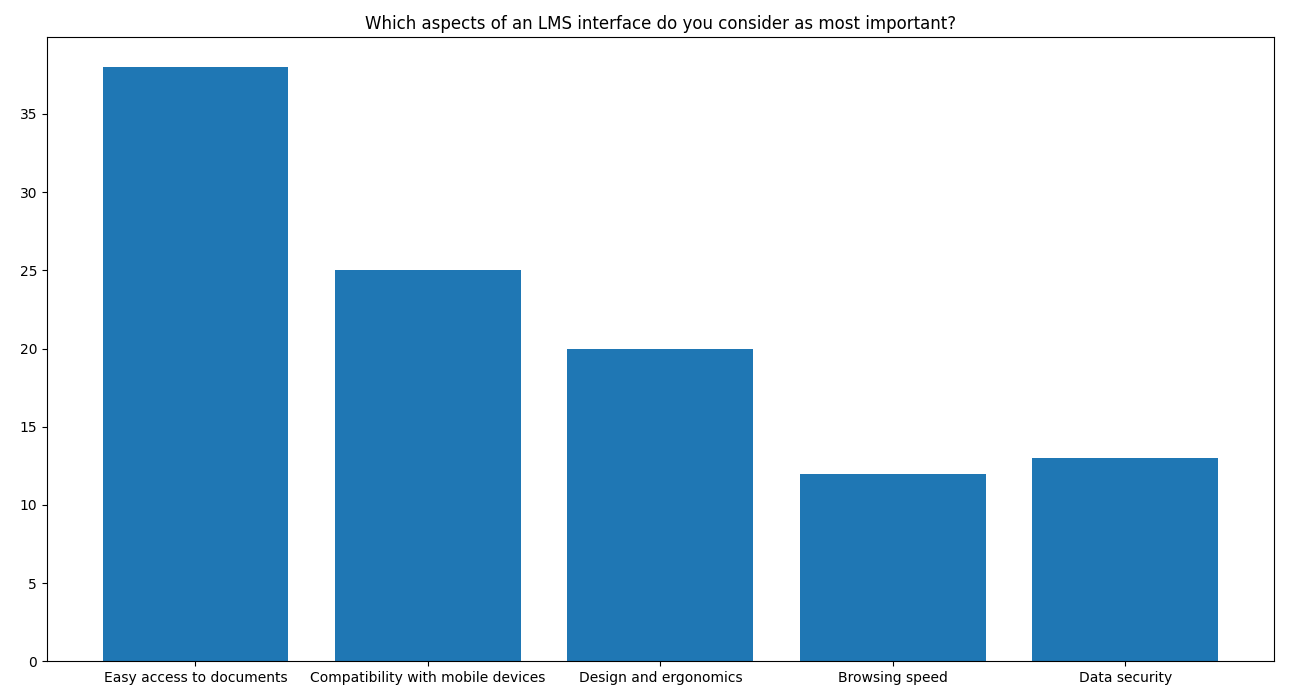 Which aspects of an LMS interface do you consider as most important?
35
30
25
20
15
10
5
0
Easy access to documents
Compatibility with mobile devices
Design and ergonomics
Browsing speed
Data security